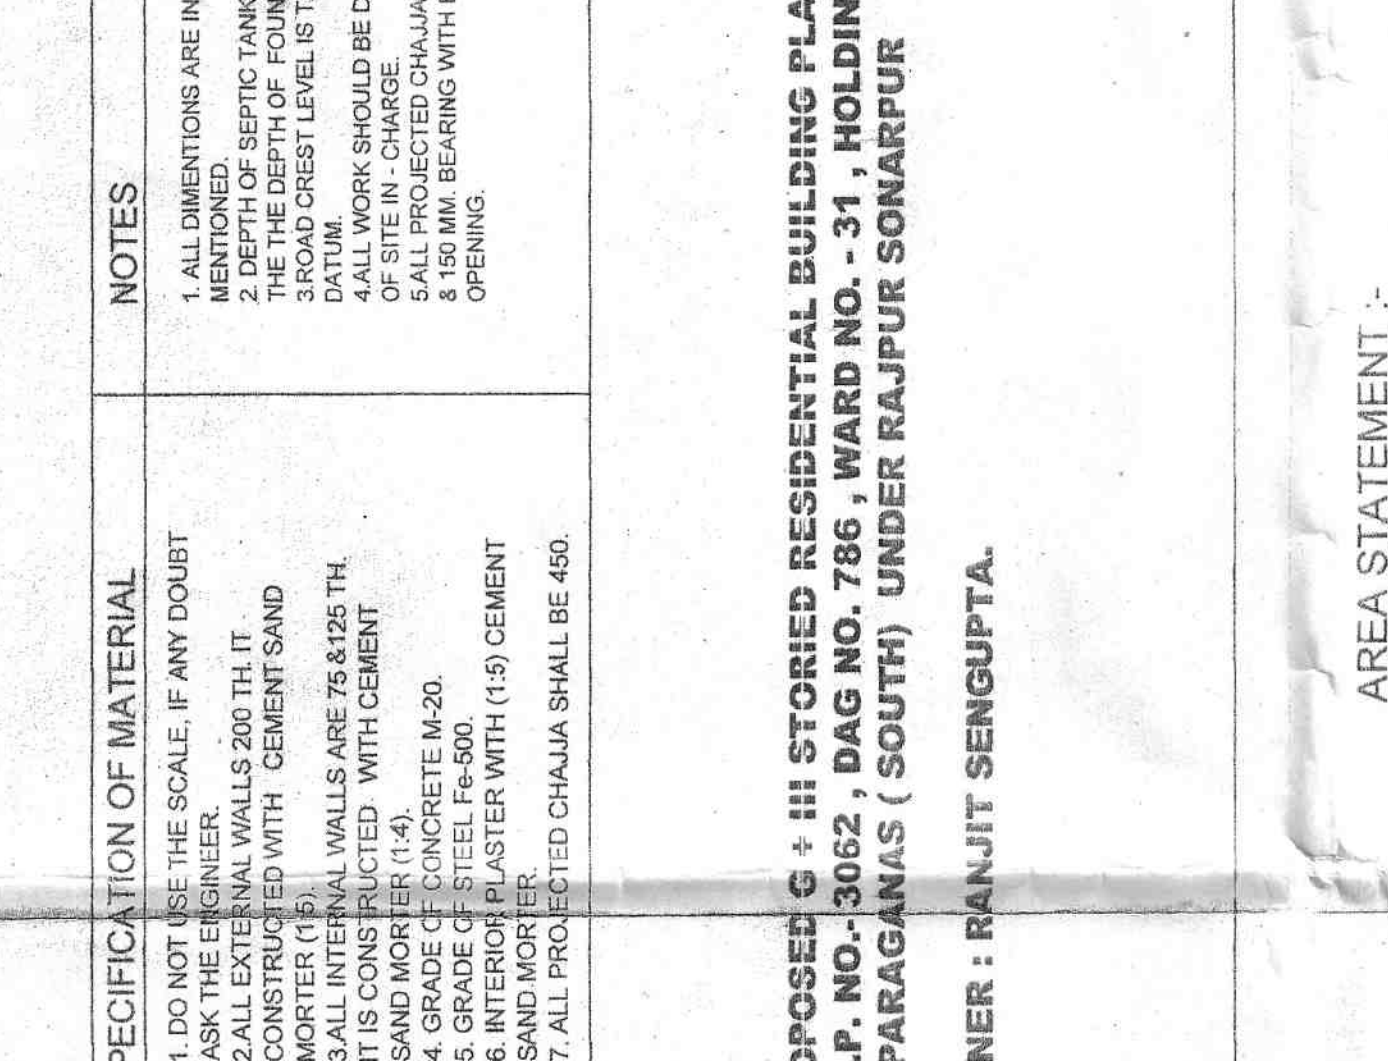 PECIFICATION OF MATERIAL
1. DO NOT USE THE SCALE, IF ANY DOUBT
ASK THE ENGINEER.
2.ALL EXTERNAL WALLS 200 TH. IT
CONSTRUCTED WITH CEMENT SAND
MORTER (1:5).
3.ALL INTERNAL WALLS ARE 75 &125 TH.
IT IS CONSTRUCTED WITH CEMENT
SAND MORTER (1:4).
4. GRADE OF CONCRETE M-20.
5. GRADE OF STEEL Fe-500.
6. INTERIOR PLASTER WITH (1:5) CEMENT
SAND MORTER.
7. ALL PROJECTED CHAJJA SHALL BE 450.
NOTES
1. ALL DIMENTIONS ARE IN
MENTIONED.
2. DEPTH OF SEPTIC TANK
THE THE DEPTH OF FOUN
3.ROAD CREST LEVEL IS T
DATUM.
4.ALL WORK SHOULD BE D
OF SITE IN - CHARGE.
5.ALL PROJECTED CHAJJA
& 150 MM. BEARING WITH
OPENING.
OPOSED G + III STORIED RESIDENTIAL BUILDING PLA
.P. NO.- 3062 , DAG NO. 786 , WARD NO. - 31 , HOLDIN
PARAGANAS ( SOUTH) UNDER RAJPUR SONARPUR
NER : RANJIT SENGUPTA.
AREA STATEMENT :-